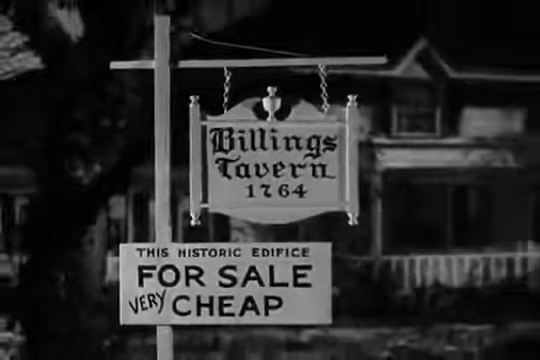 Billings
Tavern
1764
THIS HISTORIC EDIFICE
FOR SALE
VERY CHEAP